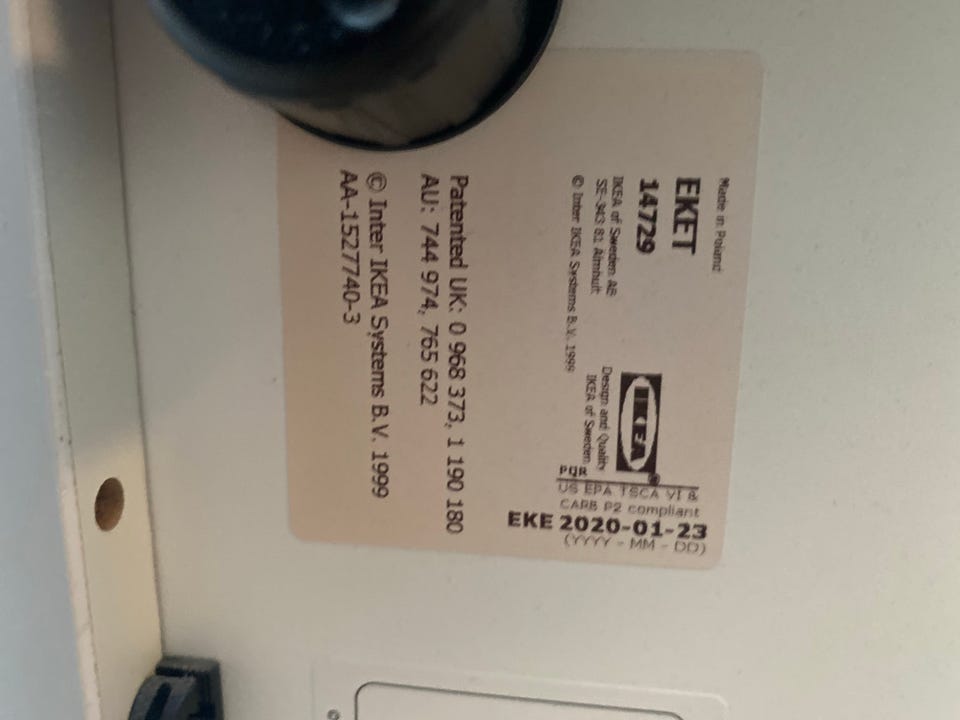 Made in Poland
EKET
14729
IKEA of Sweden AB
SE-343 81 Älmhult
© Inter IKEA Systems B.V. 1999
IKEA
®
Design and Quality
IKEA of Sweden
US EPA TSCA VI &
CARB P2 compliant
EKE 2020-01-23
(YYYY - MM - DD)
Patented UK: 0 968 373, 1 190 180
AU: 744 974, 765 622
© Inter IKEA Systems B.V. 1999
AA-1527740-3